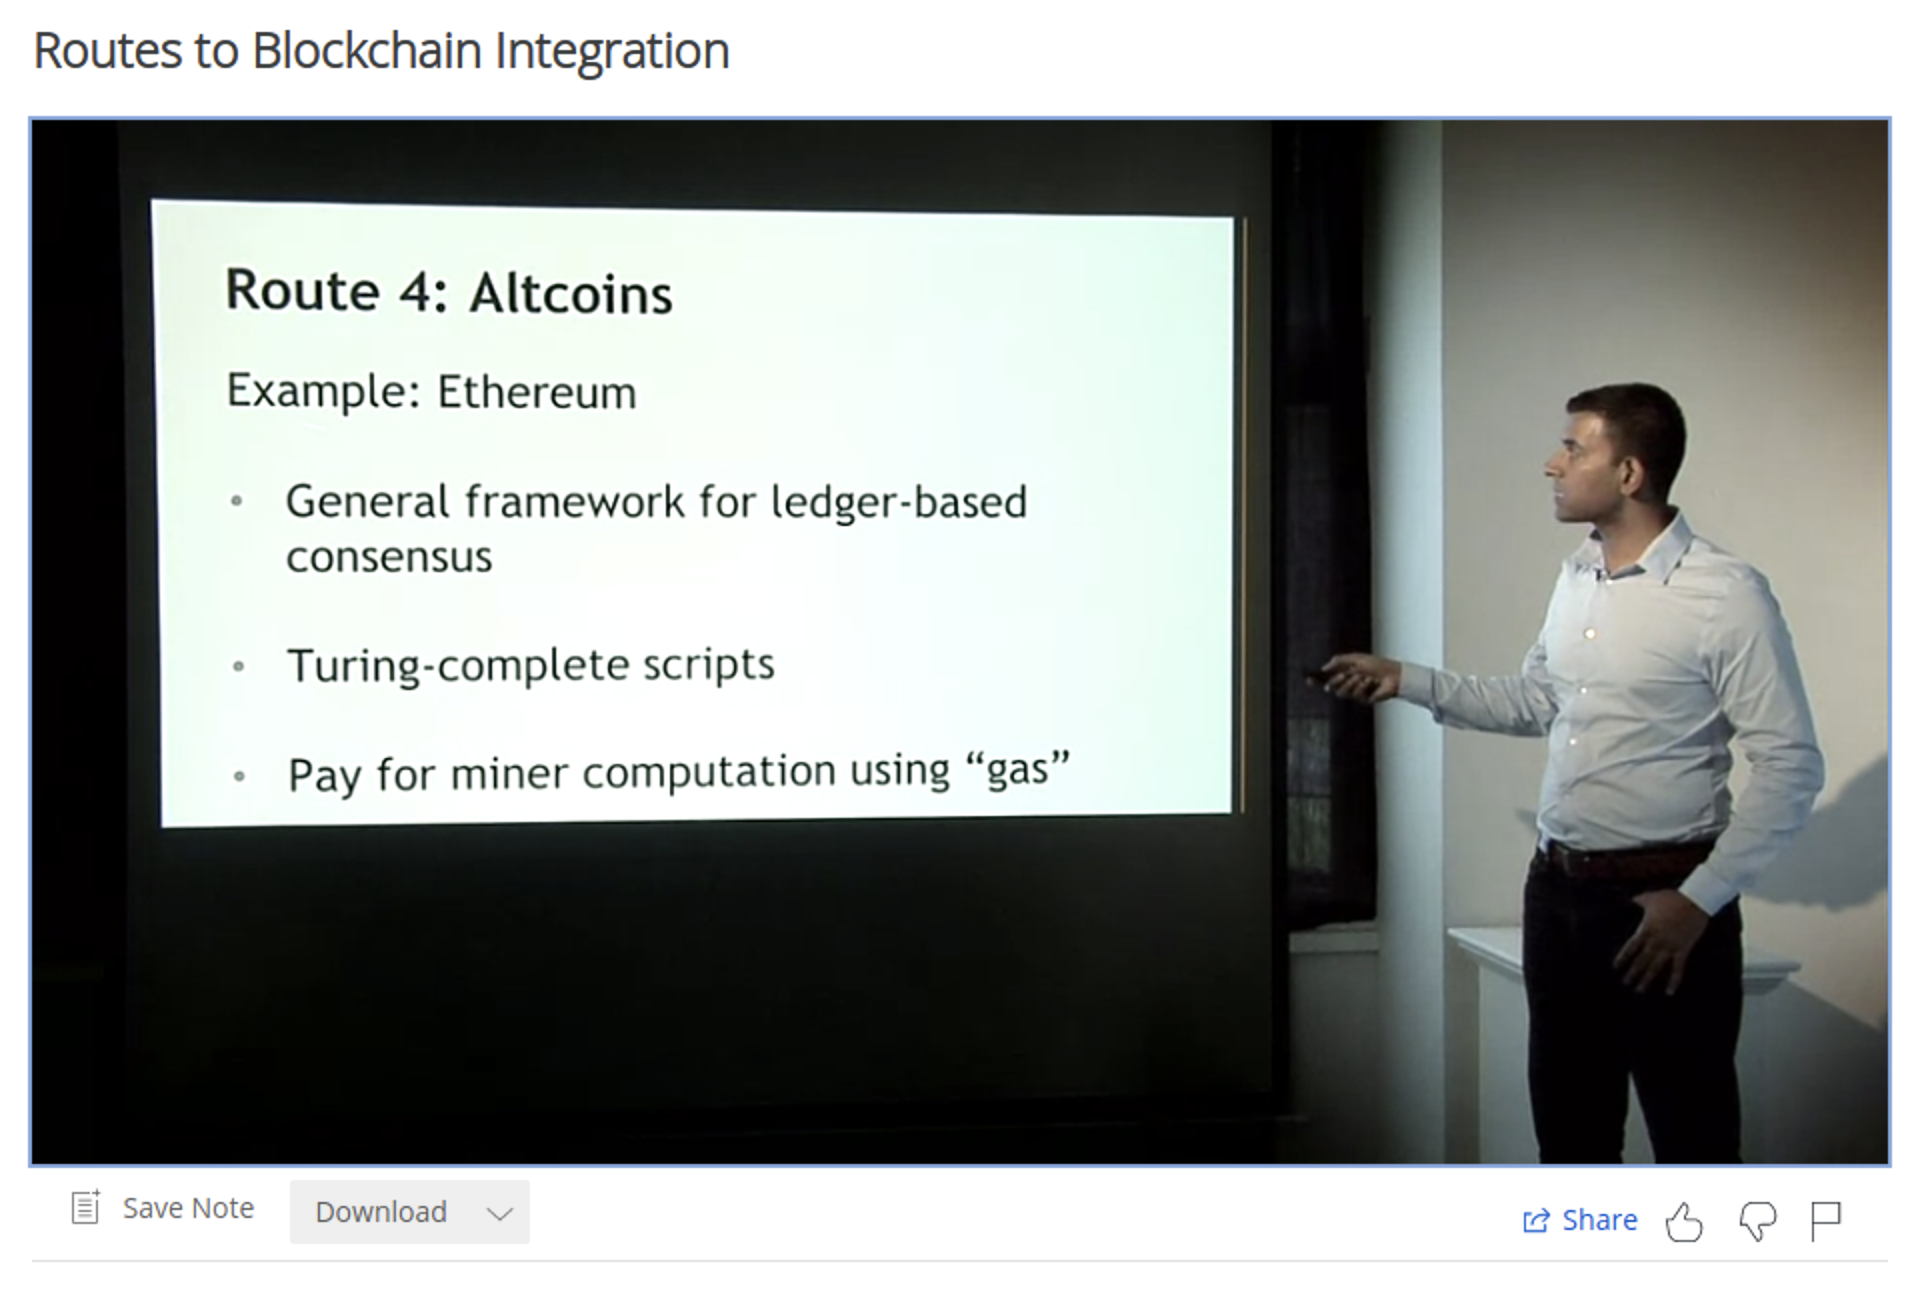 Routes to Blockchain Integration
Route 4: Altcoins
Example: Ethereum
• General framework for ledger-based
consensus
• Turing-complete scripts
• Pay for miner computation using “gas”
Save Note
Download
Share